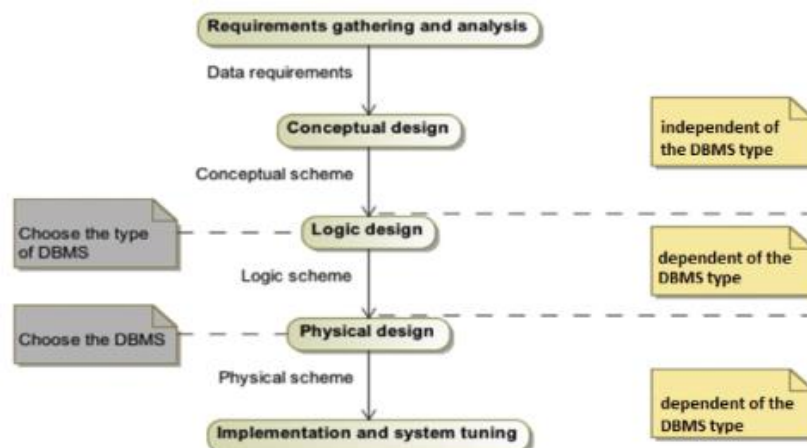 Requirements gathering and analysis
Data requirements
independent of
the DBMS type
Conceptual design
Conceptual scheme
Choose the type
of DBMS
Logic design
dependent of the
DBMS type
Logic scheme
Choose the DBMS
Physical design
Physical scheme
dependent of the
DBMS type
Implementation and system tuning